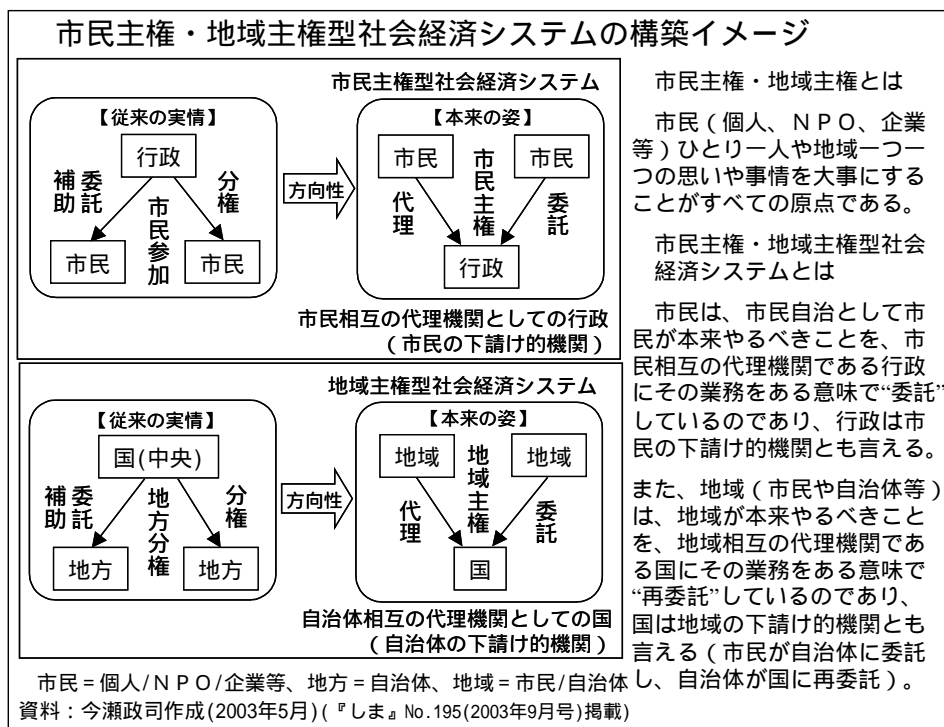 市民主権・地域主権型社会経済システムの構築イメージ
市民主権型社会経済システム
【従来の実情】
行政
補助
委託
市民参加
分権
市民
市民
方向性
【本来の姿】
市民
市民
代理
市民主権
委託
行政
市民相互の代理機関としての行政
(市民の下請け的機関)
地域主権型社会経済システム
【従来の実情】
国(中央)
補助
委託
地方分権
分権
地方
地方
方向性
【本来の姿】
地域
地域
代理
地域主権
委託
国
自治体相互の代理機関としての国
(自治体の下請け的機関)
市民主権・地域主権とは
市民(個人、NPO、企業
等)ひとり一人や地域一つ一
つの思いや事情を大事にする
ことがすべての原点である。
市民主権・地域主権型社会
経済システムとは
市民は、市民自治として市
民が本来やるべきことを、市
民相互の代理機関である行政
にその業務をある意味で“委託”
しているのであり、行政は市
民の下請け的機関とも言える。
また、地域(市民や自治体等)
は、地域が本来やるべきこと
を、地域相互の代理機関であ
る国にその業務をある意味で
“再委託”しているのであり、
国は地域の下請け的機関とも
言える(市民が自治体に委託
し、自治体が国に再委託)。
市民=個人/NPO/企業等、地方=自治体、地域=市民/自治体
資料:今瀬政司作成(2003年5月)(『しま』No.195(2003年9月号)掲載)